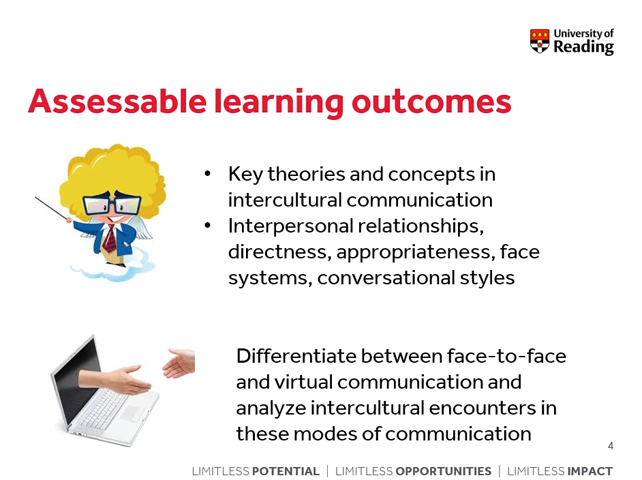 University of
Reading
Assessable learning outcomes
• Key theories and concepts in
intercultural communication
• Interpersonal relationships,
directness, appropriateness, face
systems, conversational styles
Differentiate between face-to-face
and virtual communication and
analyze intercultural encounters in
these modes of communication
4
LIMITLESS POTENTIAL | LIMITLESS OPPORTUNITIES | LIMITLESS IMPACT